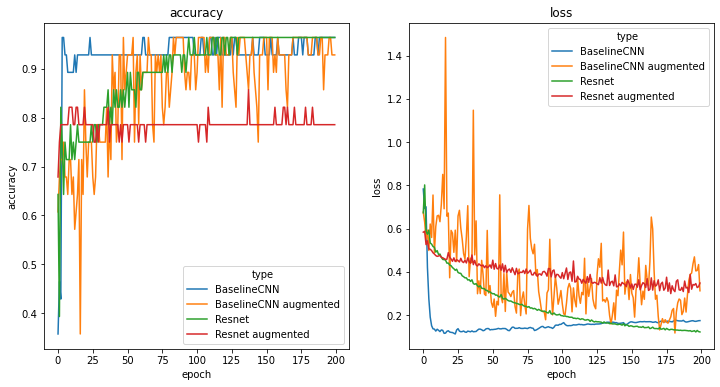 accuracy
accuracy
0.9
0.8
0.7
0.6
0.5
0.4
0 25 50 75 100 125 150 175 200
epoch
type
BaselineCNN
BaselineCNN augmented
Resnet
Resnet augmented
loss
loss
1.4
1.2
1.0
0.8
0.6
0.4
0.2
0 25 50 75 100 125 150 175 200
epoch
type
BaselineCNN
BaselineCNN augmented
Resnet
Resnet augmented